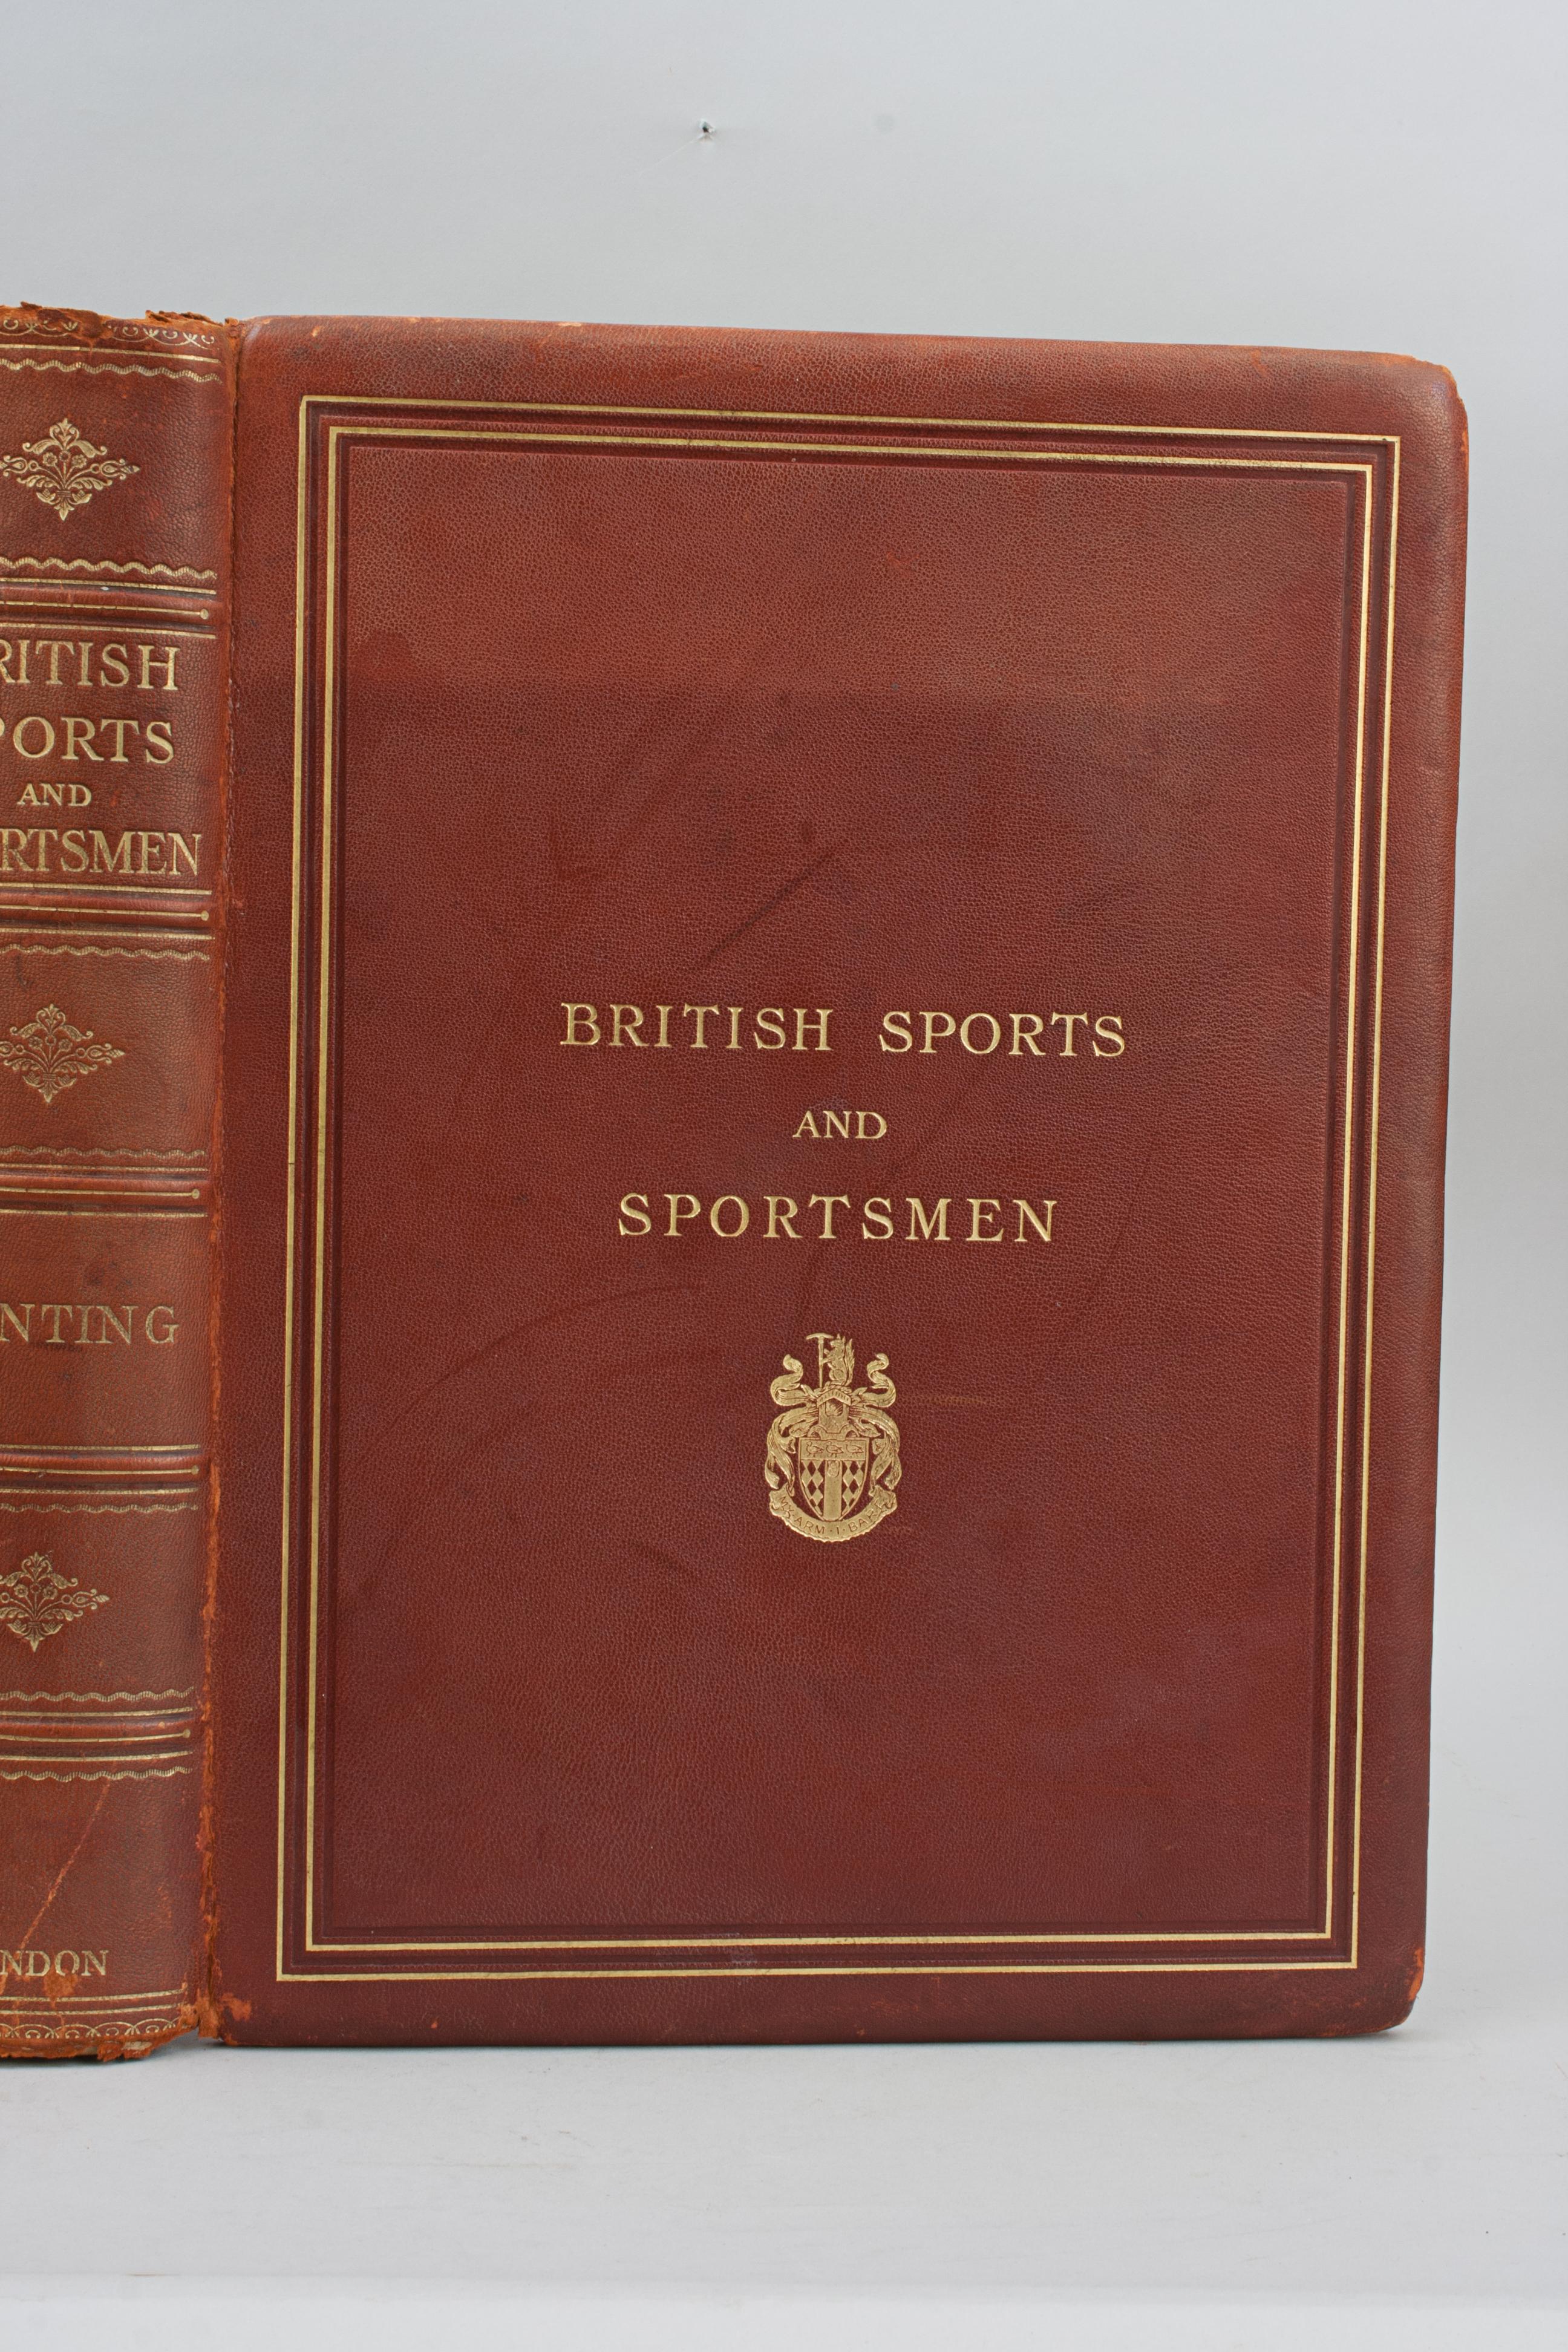 RITISH
PORTS
AND
RTSMEN
NTING
NDON
BRITISH SPORTS
AND
SPORTSMEN